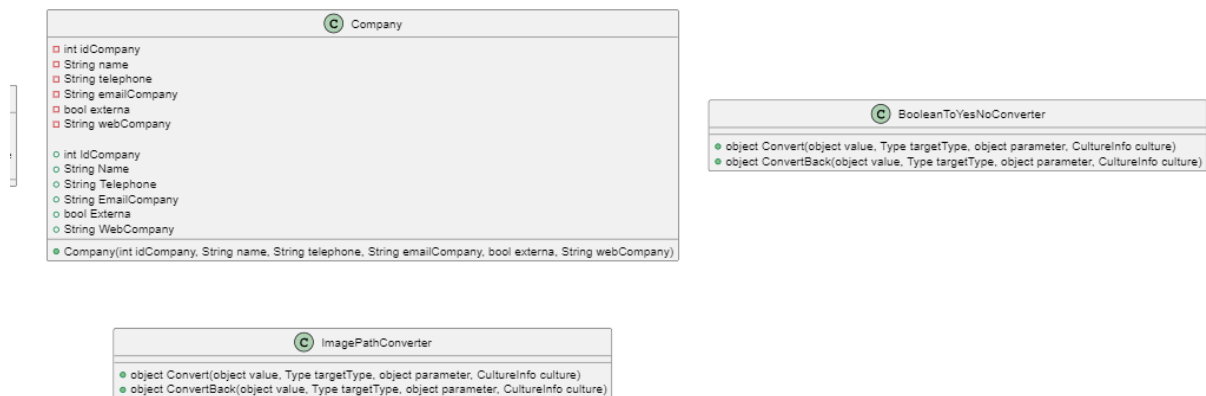 C Company
int idCompany
String name
String telephone
String emailCompany
bool externa
String webCompany
int IdCompany
String Name
String Telephone
String EmailCompany
bool Externa
String WebCompany
Company(int idCompany, String name, String telephone, String emailCompany, bool externa, String webCompany)
C BooleanToYesNoConverter
object Convert(object value, Type targetType, object parameter, CultureInfo culture)
object ConvertBack(object value, Type targetType, object parameter, CultureInfo culture)
C ImagePathConverter
object Convert(object value, Type targetType, object parameter, CultureInfo culture)
object ConvertBack(object value, Type targetType, object parameter, CultureInfo culture)